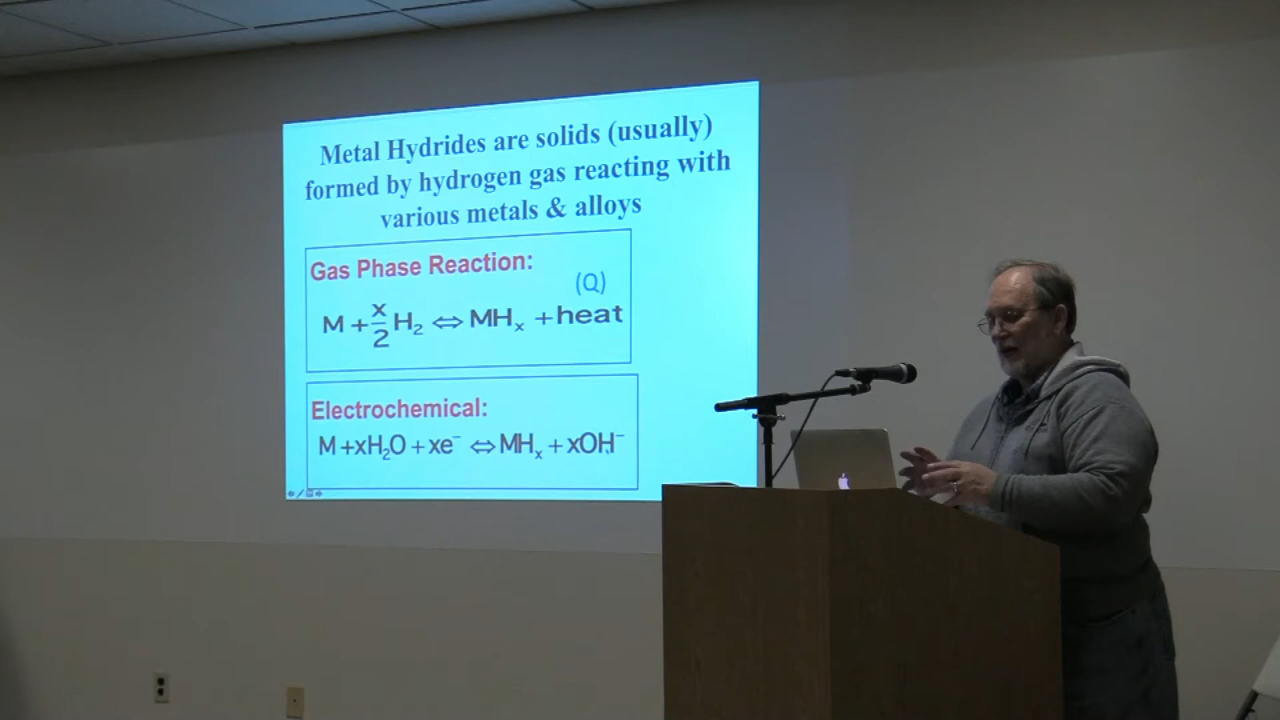 Metal Hydrides are solids (usually)
formed by hydrogen gas reacting with
various metals & alloys
Gas Phase Reaction:
(Q)
M + x/2 H₂ ⇔ MHₓ + heat
Electrochemical:
M + xH₂O + xe⁻ ⇔ MHₓ + xOH⁻